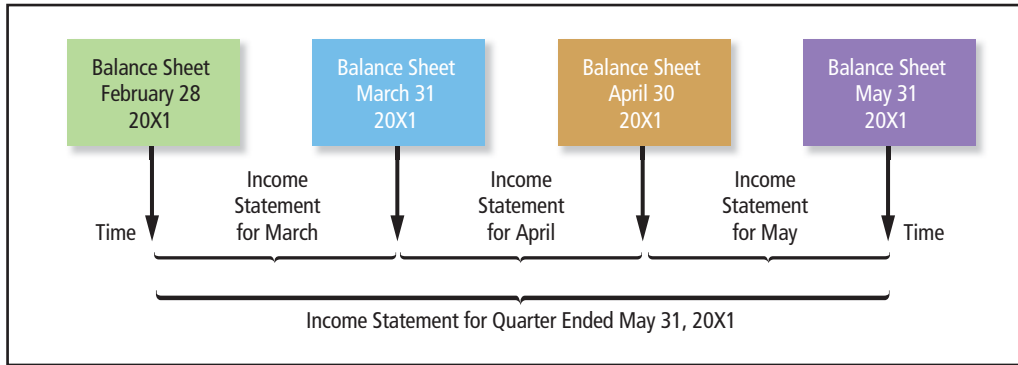 Balance Sheet
February 28
20X1
Balance Sheet
March 31
20X1
Balance Sheet
April 30
20X1
Balance Sheet
May 31
20X1
Time
Income
Statement
for March
Income
Statement
for April
Income
Statement
for May
Time
Income Statement for Quarter Ended May 31, 20X1